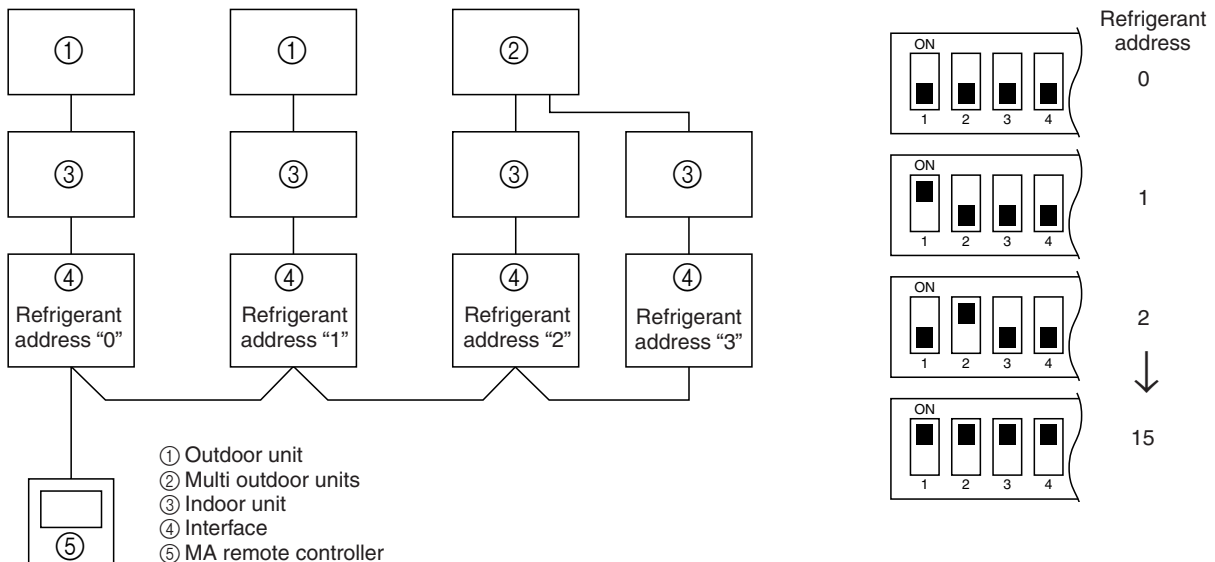 ① ① ②
③ ③ ③ ③
④ ④ ④ ④
Refrigerant
address “0”
Refrigerant
address “1”
Refrigerant
address “2”
Refrigerant
address “3”
⑤
① Outdoor unit
② Multi outdoor units
③ Indoor unit
④ Interface
⑤ MA remote controller
Refrigerant
address
ON
1 2 3 4
0
ON
1 2 3 4
1
ON
1 2 3 4
2
ON
1 2 3 4
15